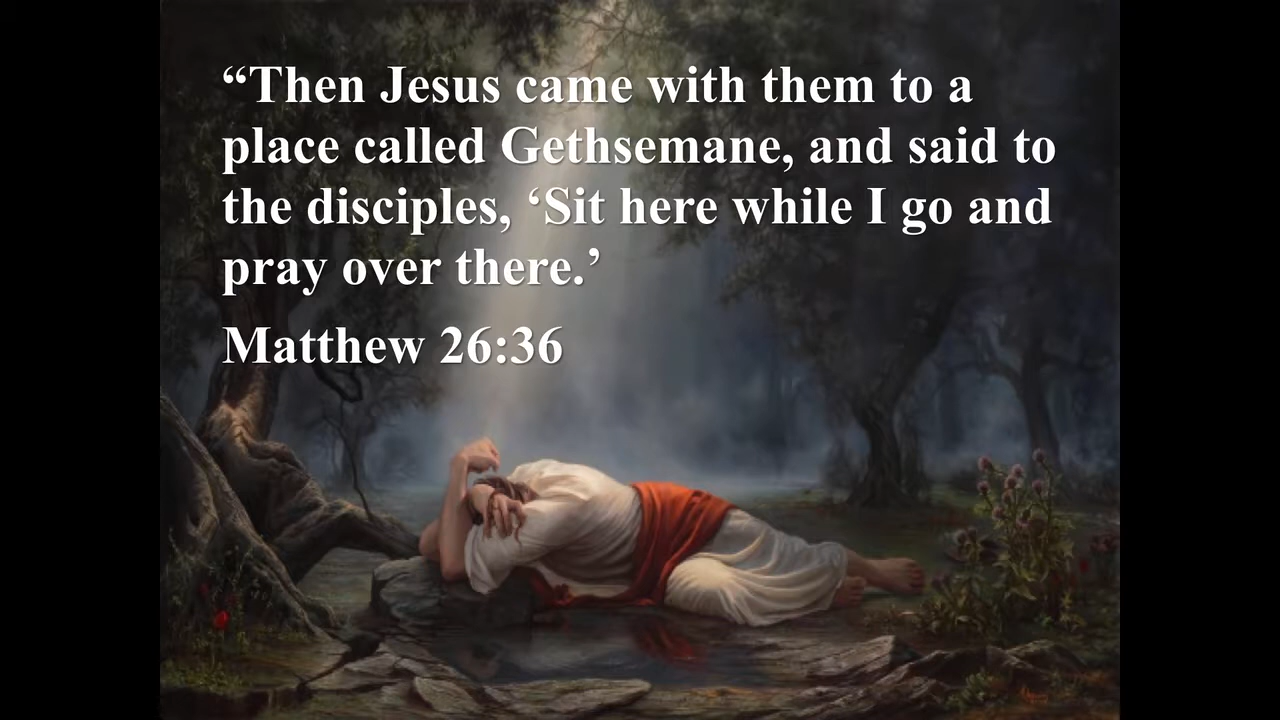 “Then Jesus came with them to a
place called Gethsemane, and said to
the disciples, ‘Sit here while I go and
pray over there.’
Matthew 26:36